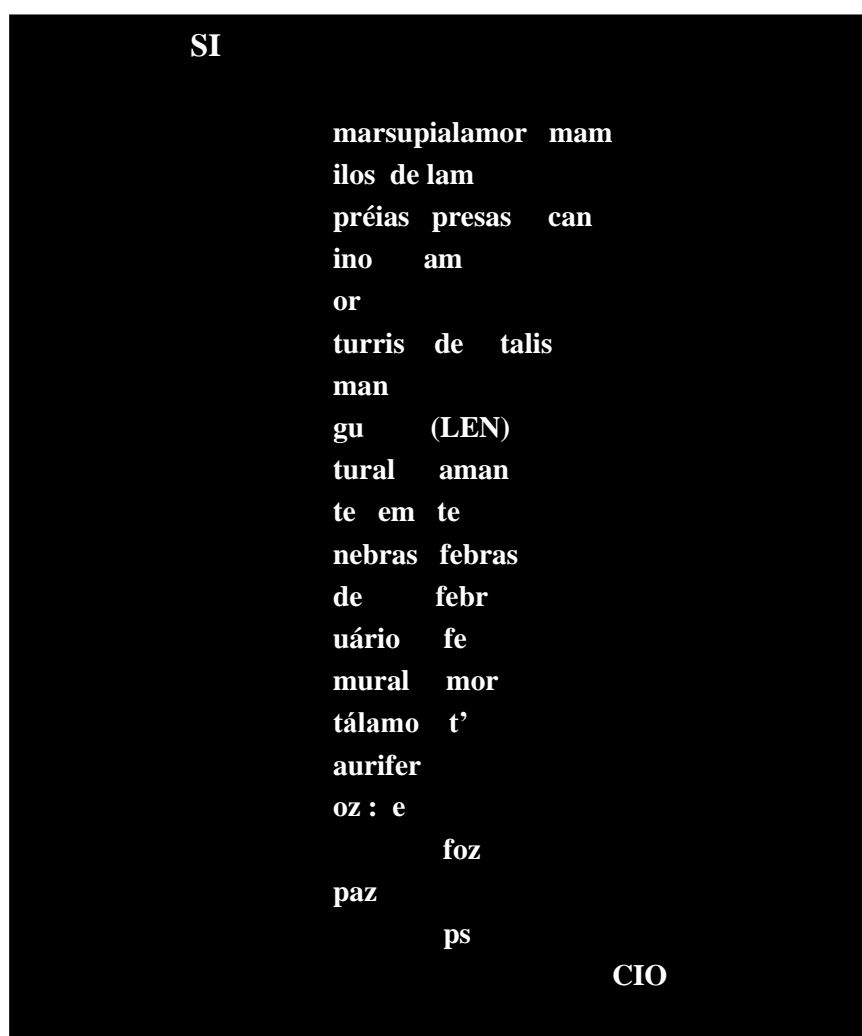 SI
marsupialamor mam
ilos de lam
préias presas can
ino am
or
turris de talis
man
gu (LEN)
tural aman
te em te
nebras febras
de febr
uário fe
mural mor
tálamo t’
aurifer
oz : e
foz
paz
ps
CIO